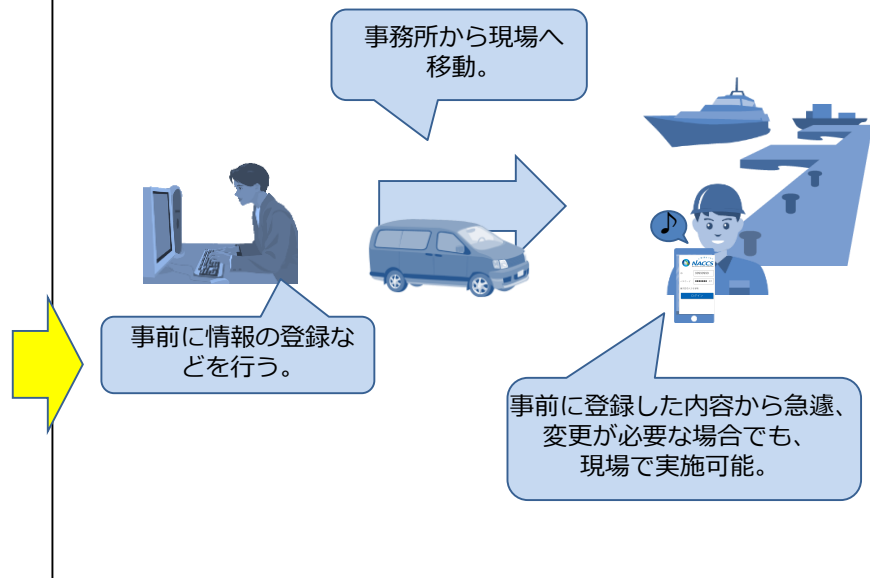 事務所から現場へ
移動。
事前に情報の登録な
どを行う。
NACCS
事前に登録した内容から急遽、
変更が必要な場合でも、
現場で実施可能。